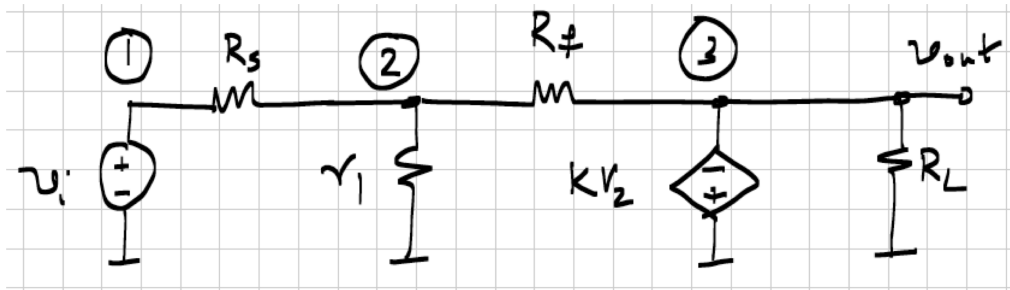 ① Rs ② Rf ③ vout
+
-
vi r1 KV2 -
+
RL